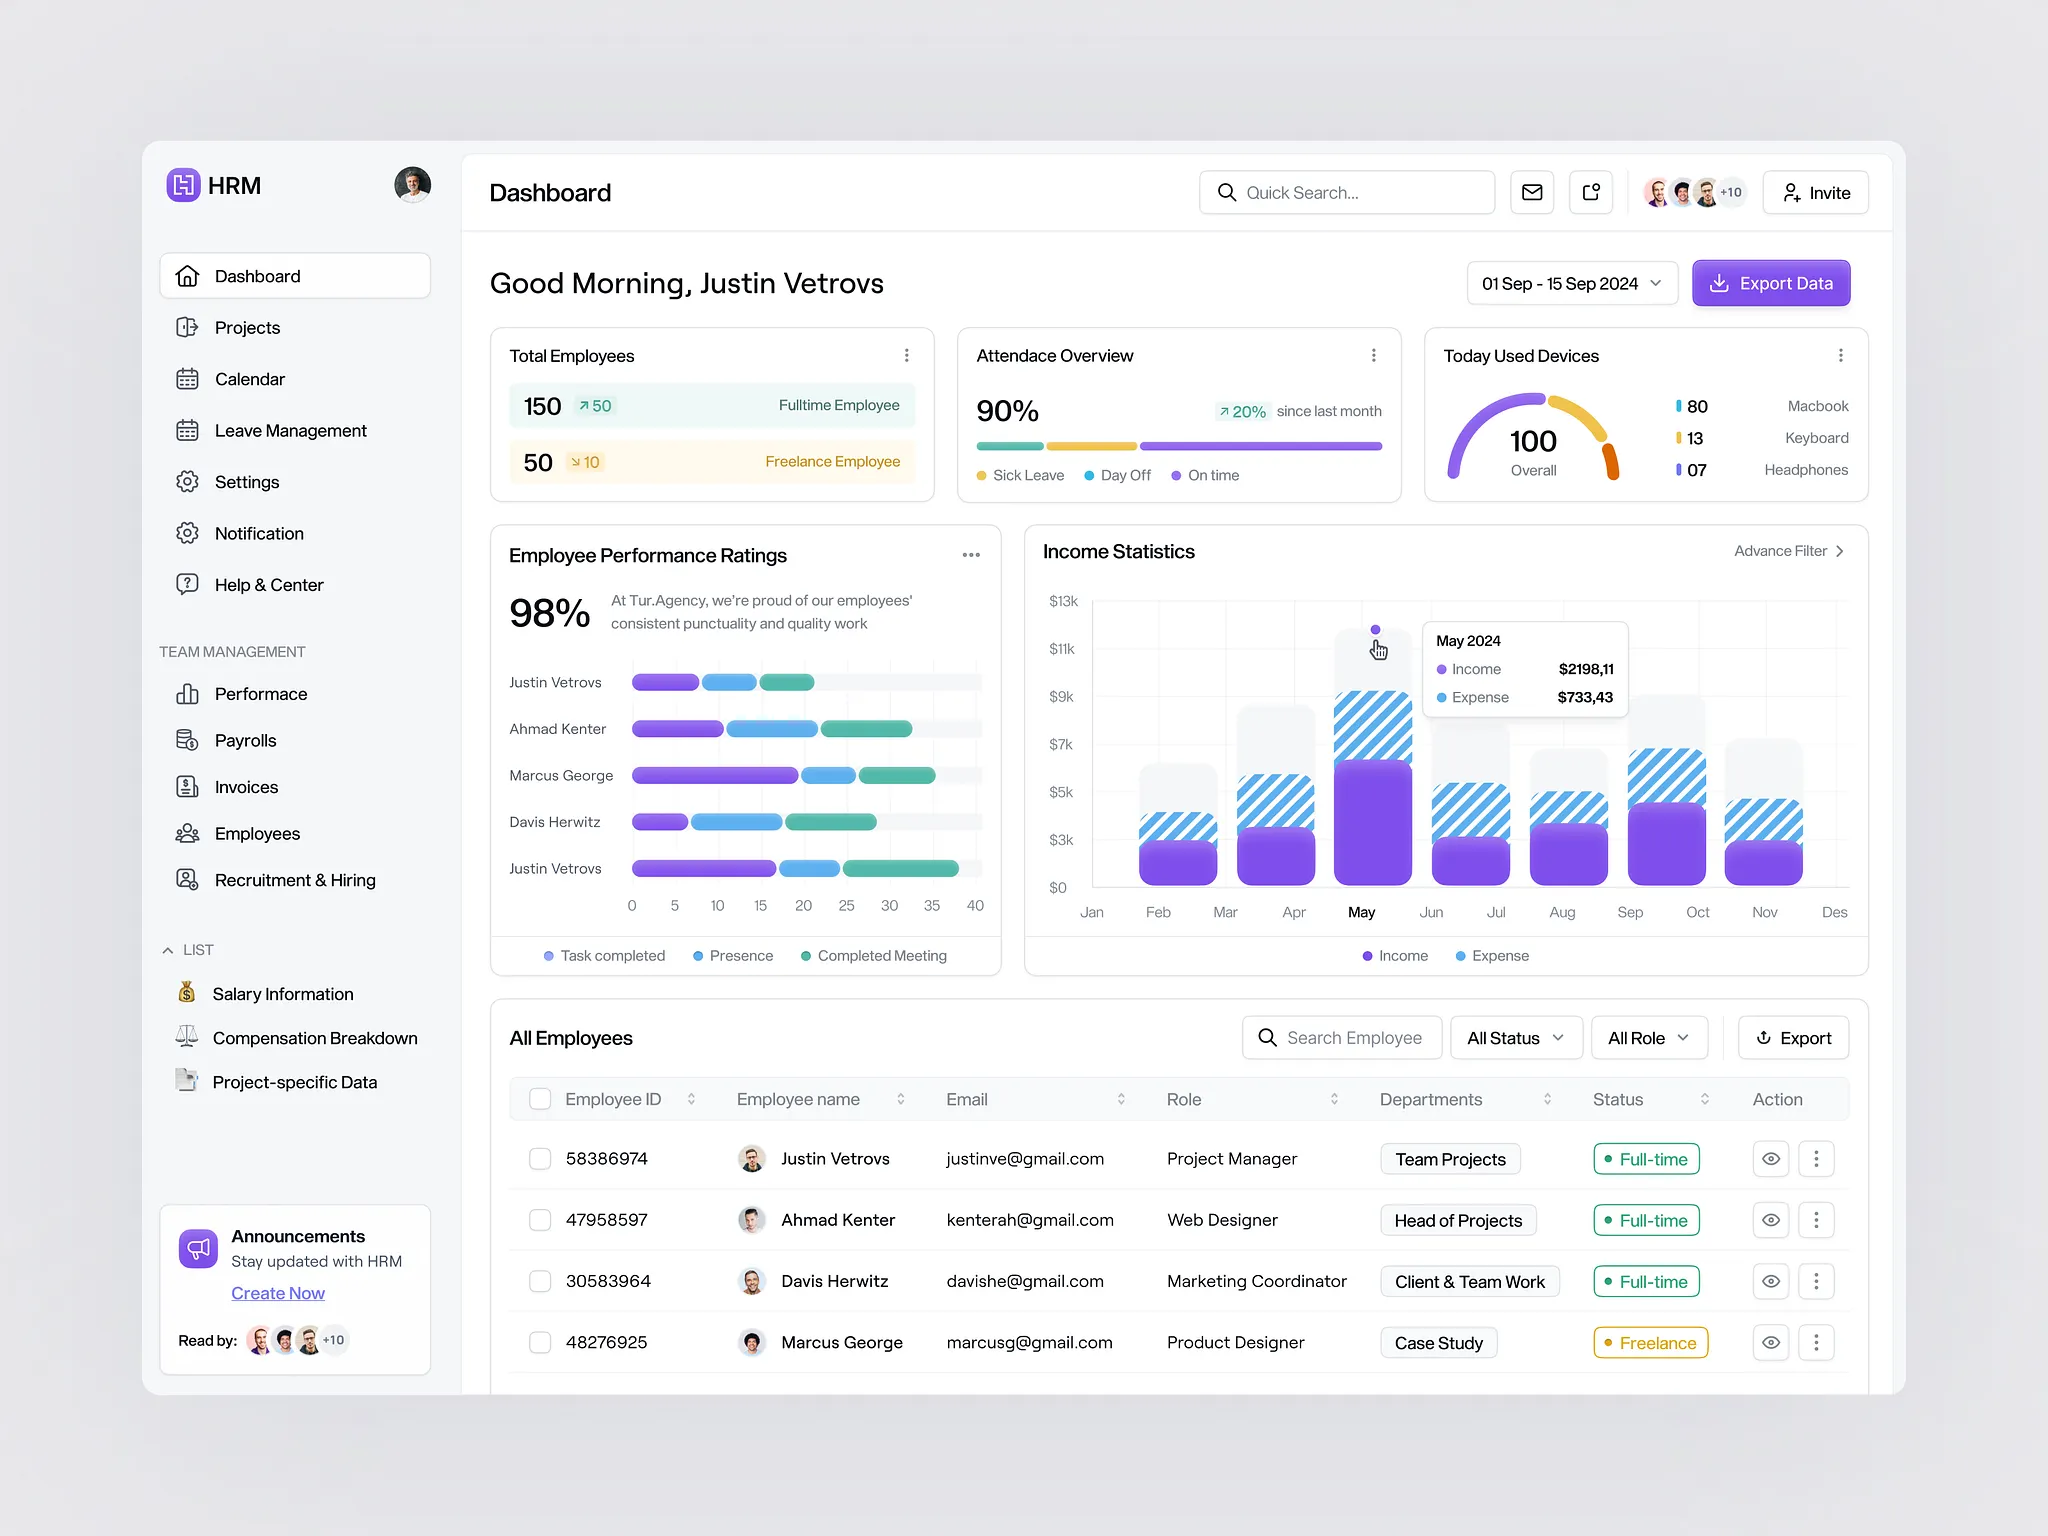 HRM
Dashboard
Projects
Calendar
Leave Management
Settings
Notification
Help & Center
TEAM MANAGEMENT
Performace
Payrolls
Invoices
Employees
Recruitment & Hiring
LIST
Salary Information
Compensation Breakdown
Project-specific Data
Announcements
Stay updated with HRM
Create Now
Read by: +10
Dashboard
Quick Search...
+10
Invite
Good Morning, Justin Vetrovs
01 Sep - 15 Sep 2024
Export Data
Total Employees
150 50 Fulltime Employee
50 10 Freelance Employee
Attendace Overview
90% 20% since last month
Sick Leave Day Off On time
Today Used Devices
100
Overall
80 Macbook
13 Keyboard
07 Headphones
Employee Performance Ratings
98%
At Tur.Agency, we're proud of our employees'
consistent punctuality and quality work
Justin Vetrovs
Ahmad Kenter
Marcus George
Davis Herwitz
Justin Vetrovs
0 5 10 15 20 25 30 35 40
Task completed Presence Completed Meeting
Income Statistics
Advance Filter
$13k
$11k
$9k
$7k
$5k
$3k
$0
May 2024
Income $2198,11
Expense $733,43
Jan Feb Mar Apr May Jun Jul Aug Sep Oct Nov Des
Income Expense
All Employees
Search Employee
All Status
All Role
Export
Employee ID Employee name Email Role Departments Status Action
58386974 Justin Vetrovs justinve@gmail.com Project Manager Team Projects Full-time
47958597 Ahmad Kenter kenterah@gmail.com Web Designer Head of Projects Full-time
30583964 Davis Herwitz davishe@gmail.com Marketing Coordinator Client & Team Work Full-time
48276925 Marcus George marcusg@gmail.com Product Designer Case Study Freelance